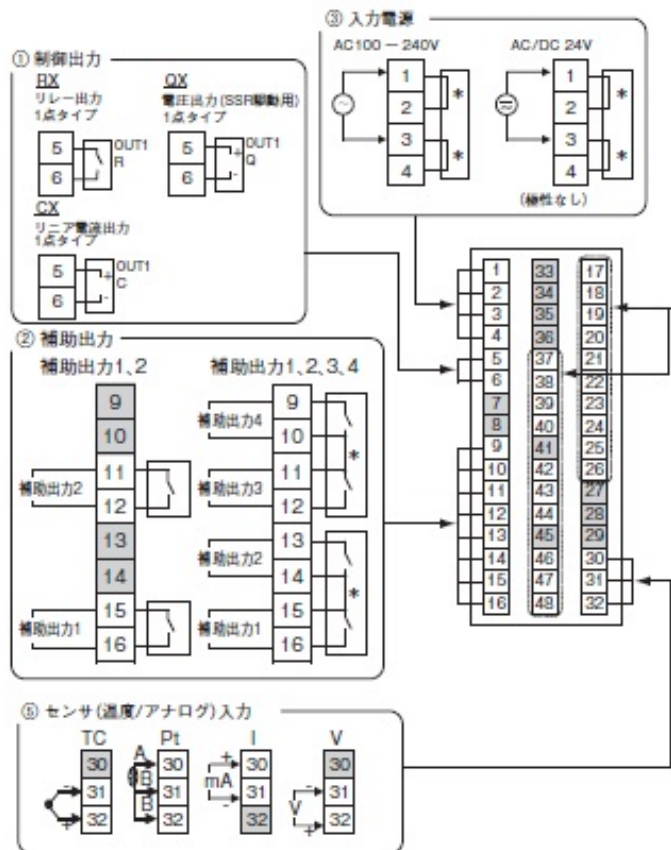 ③ 入力電源
AC100 − 240V
AC/DC 24V
1
2
3
4
*
*
1
2
3
4
*
*
(極性なし)
① 制御出力
RX
リレー出力
1点タイプ
5
6
OUT1
R
QX
電圧出力(SSR駆動用)
1点タイプ
5
6
+
-
OUT1
Q
CX
リニア電流出力
1点タイプ
5
6
+
-
OUT1
C
② 補助出力
補助出力1、2
9
10
11
12
13
14
15
16
補助出力2
補助出力1
補助出力1、2、3、4
9
10
11
12
13
14
15
16
補助出力4
補助出力3
補助出力2
補助出力1
*
*
1 33 17
2 34 18
3 35 19
4 36 20
5 37 21
6 38 22
7 39 23
8 40 24
9 41 25
10 42 26
11 43 27
12 44 28
13 45 29
14 46 30
15 47 31
16 48 32
⑤ センサ(温度/アナログ)入力
TC
30
31
32
-
+
Pt
A
B
B
30
31
32
I
+
mA
-
30
31
32
V
-
V
+
30
31
32